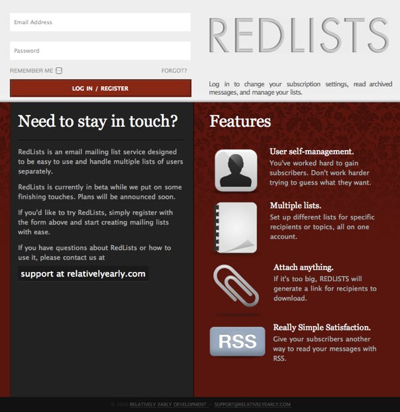 Email Address
Password
REMEMBER ME
FORGOT?
LOG IN / REGISTER
REDLISTS
Log in to change your subscription settings, read archived
messages, and manage your lists.
Need to stay in touch?
RedLists is an email mailing list service designed
to be easy to use and handle multiple lists of users
separately.
RedLists is currently in beta while we put on some
finishing touches. Plans will be announced soon.
If you'd like to try RedLists, simply register with
the form above and start creating mailing lists
with ease.
If you have questions about RedLists or how to
use it, please contact us at
support at relativelyearly.com
Features
User self-management.
You've worked hard to gain
subscribers. Don't work harder
trying to guess what they want.
Multiple lists.
Set up different lists for specific
recipients or topics, all on one
account.
Attach anything.
If it's too big, REDLISTS will
generate a link for recipients to
download.
RSS
Really Simple Satisfaction.
Give your subscribers another
way to read your messages with
RSS.
RELATIVELY EARLY DEVELOPMENT SUPPORT@RELATIVELYEARLY.COM